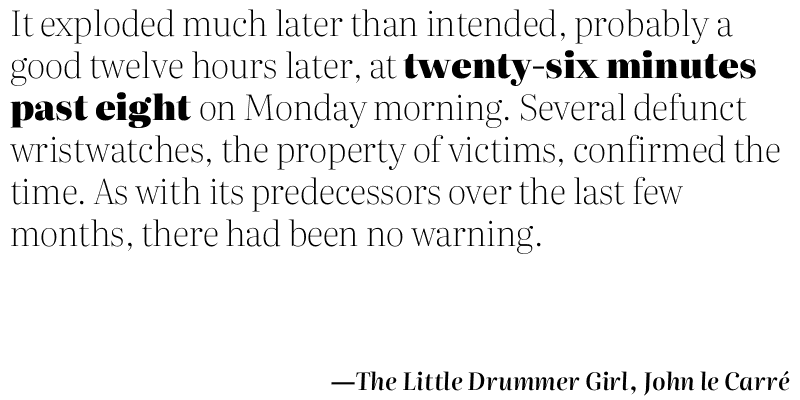 It exploded much later than intended, probably a
good twelve hours later, at twenty-six minutes
past eight on Monday morning. Several defunct
wristwatches, the property of victims, confirmed the
time. As with its predecessors over the last few
months, there had been no warning.
—The Little Drummer Girl, John le Carré